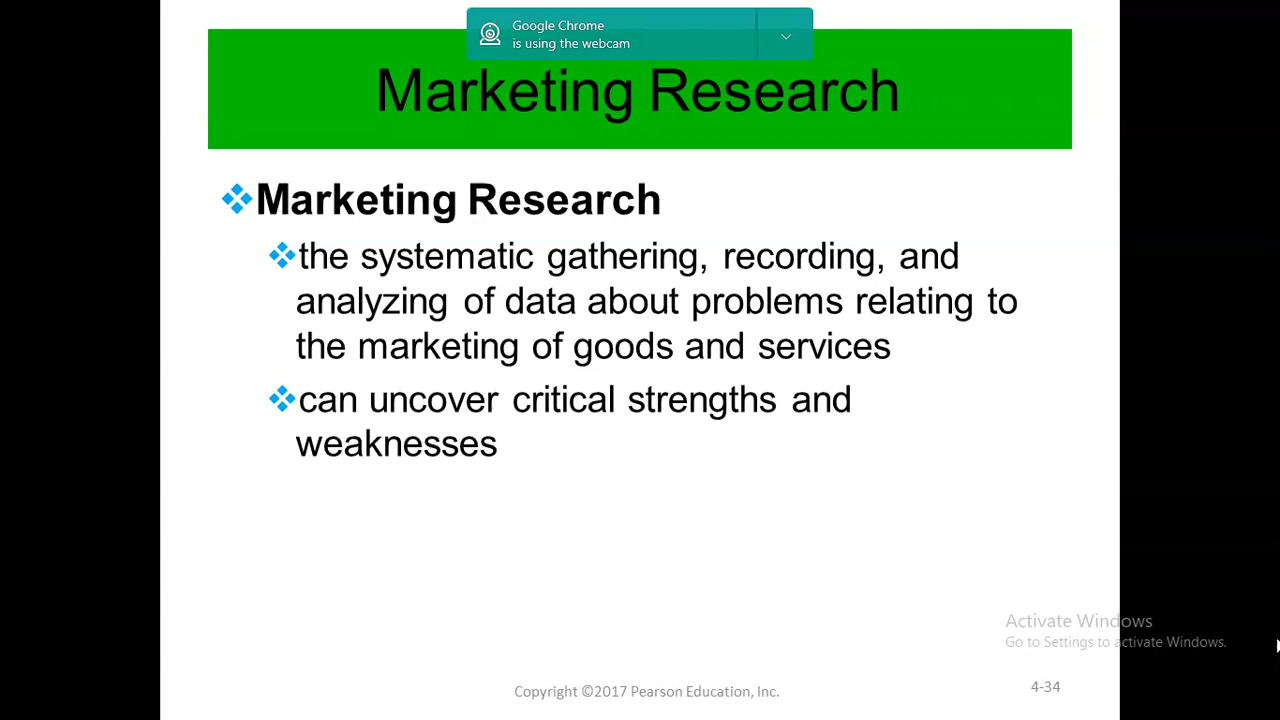 Google Chrome
is using the webcam
Marketing Research
Marketing Research
the systematic gathering, recording, and
analyzing of data about problems relating to
the marketing of goods and services
can uncover critical strengths and
weaknesses
Activate Windows
Go to Settings to activate Windows.
Copyright ©2017 Pearson Education, Inc.
4-34